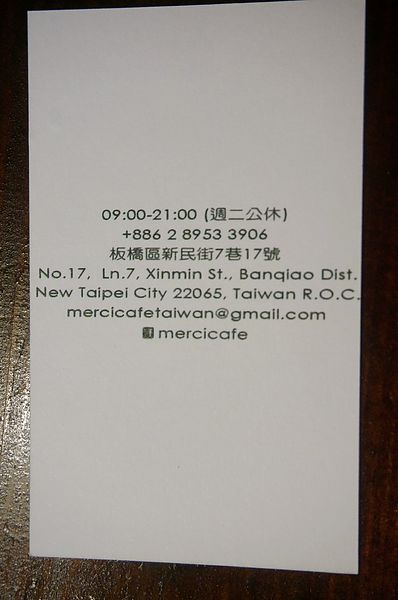 09:00-21:00 (週二公休)
+886 2 8953 3906
板橋區新民街7巷17號
No.17, Ln.7, Xinmin St., Banqiao Dist.
New Taipei City 22065, Taiwan R.O.C.
mercicafetaiwan@gmail.com
mercicafe